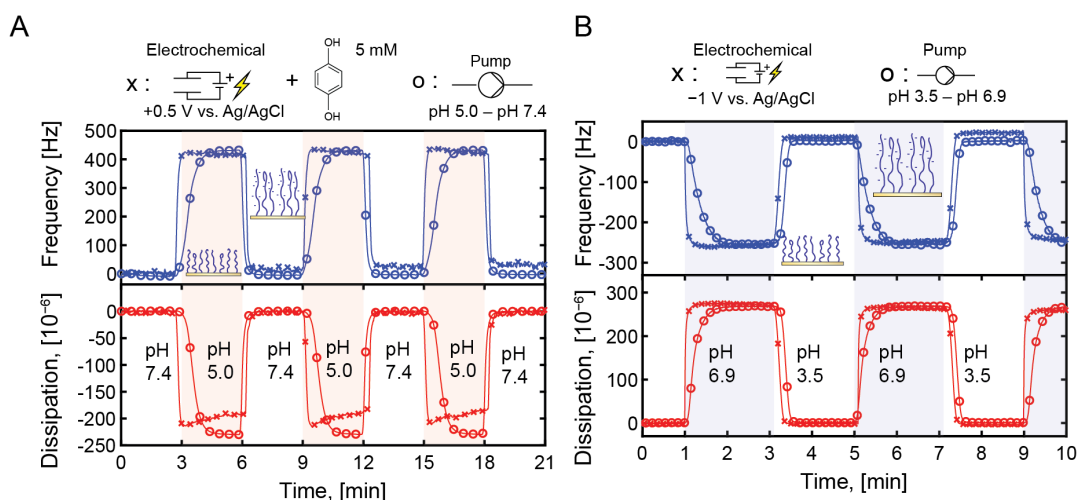 A
Electrochemical
x :
+
+
OH
OH
5 mM
o :
Pump
+0.5 V vs. Ag/AgCl
pH 5.0 – pH 7.4
Frequency [Hz]
500
400
300
200
100
0
Dissipation, [10⁻⁶]
0
-50
-100
-150
-200
-250
pH 7.4
pH 5.0
pH 7.4
pH 5.0
pH 7.4
pH 5.0
pH 7.4
0 3 6 9 12 15 18 21
Time, [min]
B
Electrochemical
x :
+
−1 V vs. Ag/AgCl
Pump
o :
pH 3.5 – pH 6.9
Frequency [Hz]
0
-100
-200
-300
Dissipation, [10⁻⁶]
300
200
100
0
pH 6.9
pH 3.5
pH 6.9
pH 3.5
0 1 2 3 4 5 6 7 8 9 10
Time, [min]